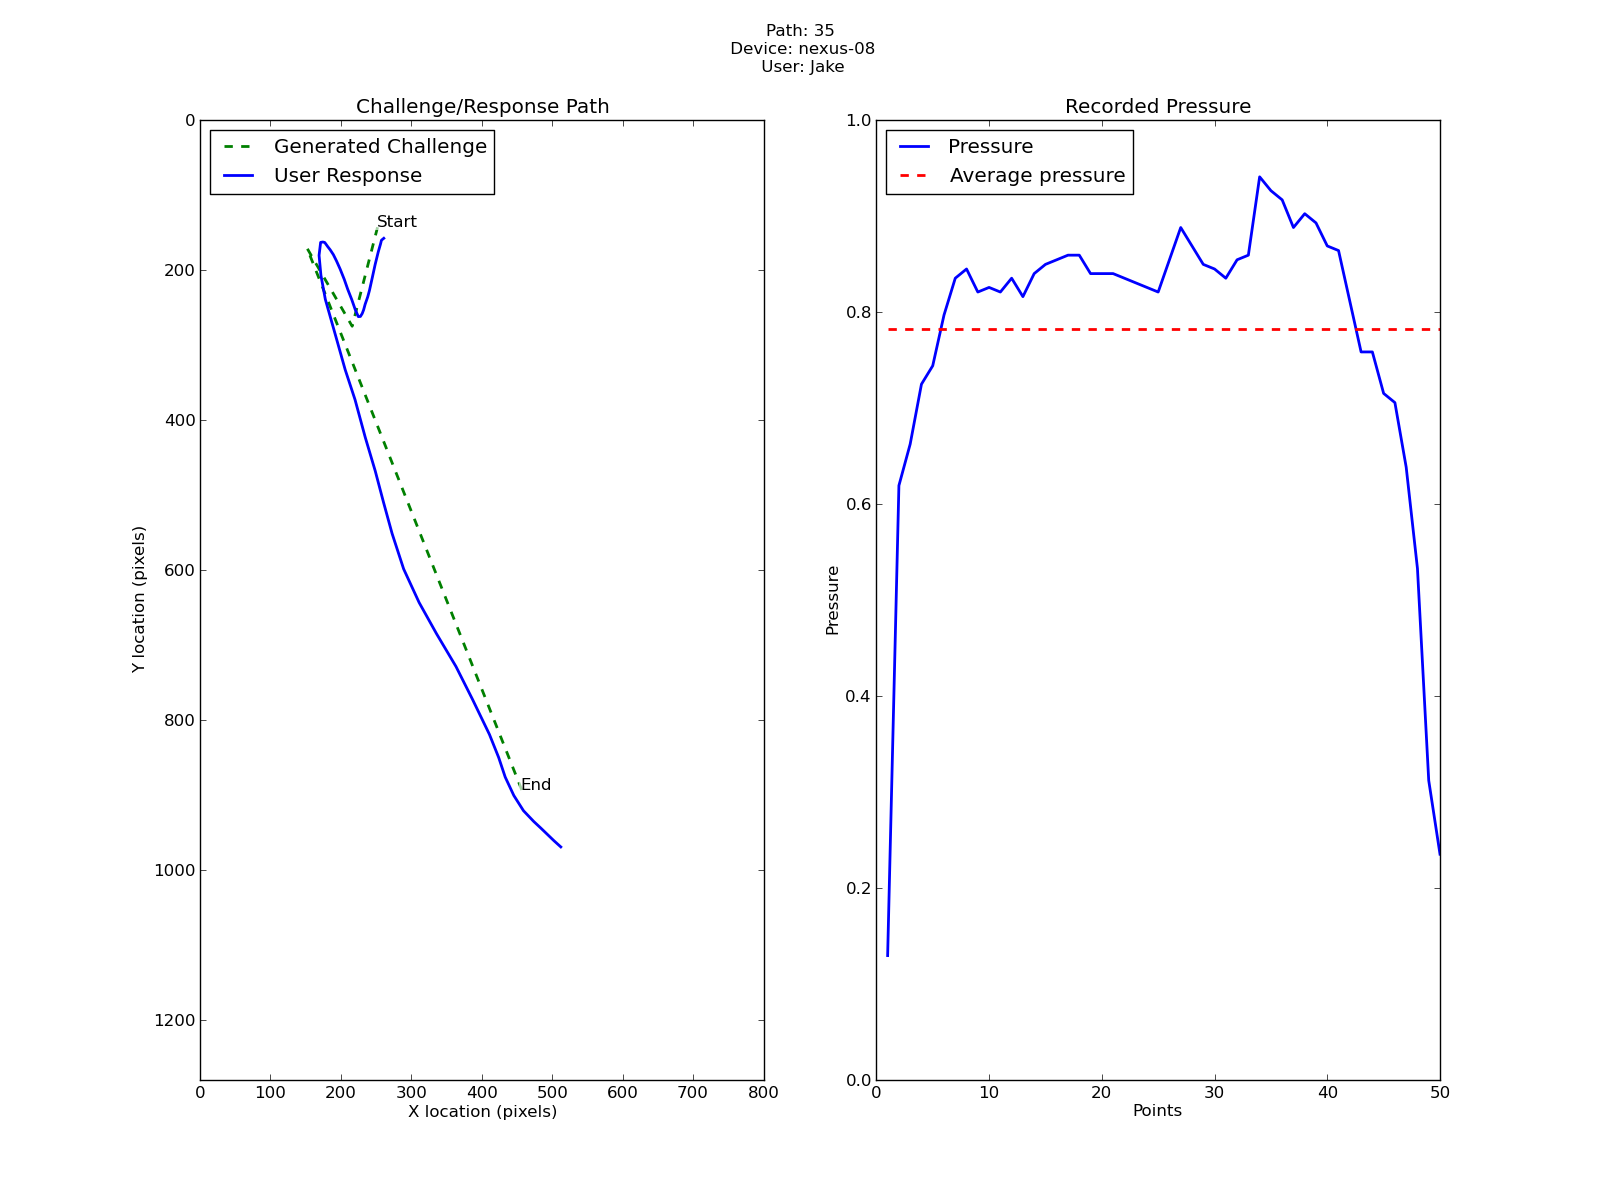 Path: 35
Device: nexus-08
User: Jake
Challenge/Response Path
Generated Challenge
User Response
Start
End
0
200
400
600
800
1000
1200
Y location (pixels)
0 100 200 300 400 500 600 700 800
X location (pixels)
Recorded Pressure
Pressure
Average pressure
1.0
0.8
0.6
0.4
0.2
0.0
Pressure
0 10 20 30 40 50
Points